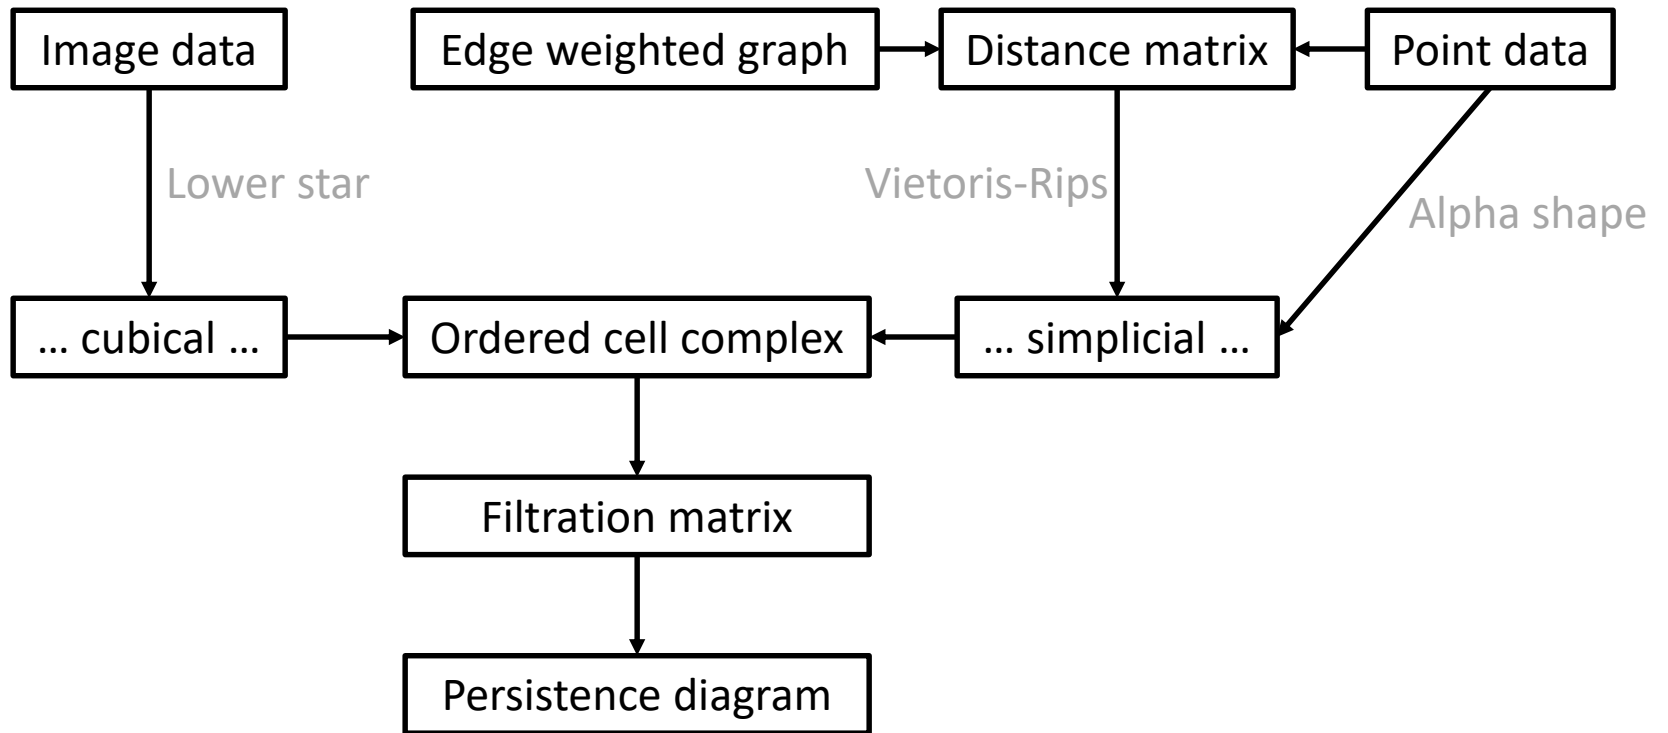 Image data
Edge weighted graph
Distance matrix
Point data
Lower star
Vietoris-Rips
Alpha shape
... cubical ...
Ordered cell complex
... simplicial ...
Filtration matrix
Persistence diagram